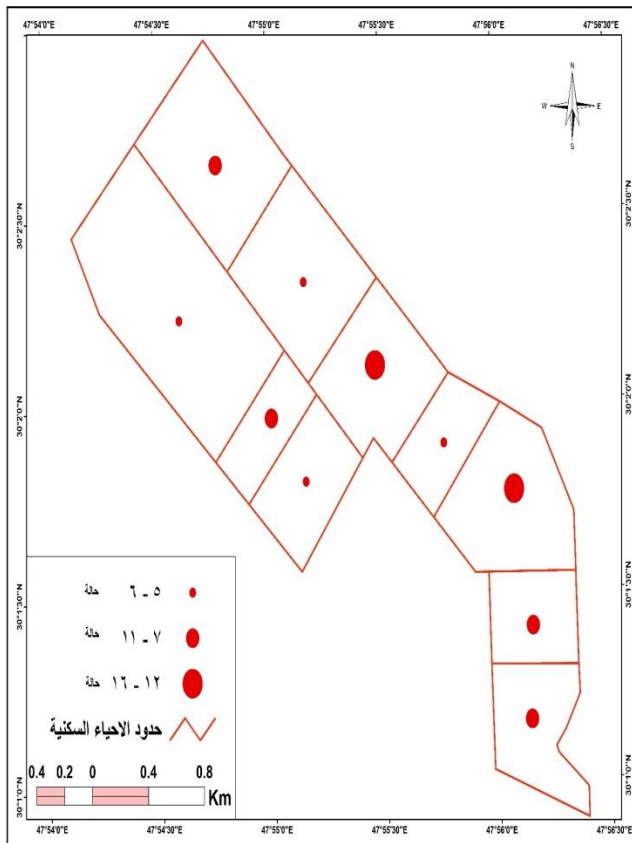 47°54'0"E 47°54'30"E 47°55'0"E 47°55'30"E 47°56'0"E 47°56'30"E
N
W E
S
30°2'30"N 30°2'30"N
30°2'0"N 30°2'0"N
30°1'30"N 30°1'30"N
30°1'0"N 30°1'0"N
٥ - ٦ حالة
٧ - ١١ حالة
١٢ - ١٦ حالة
حدود الاحياء السكنية
0.4 0.2 0 0.4 0.8
Km
47°54'0"E 47°54'30"E 47°55'0"E 47°55'30"E 47°56'0"E 47°56'30"E